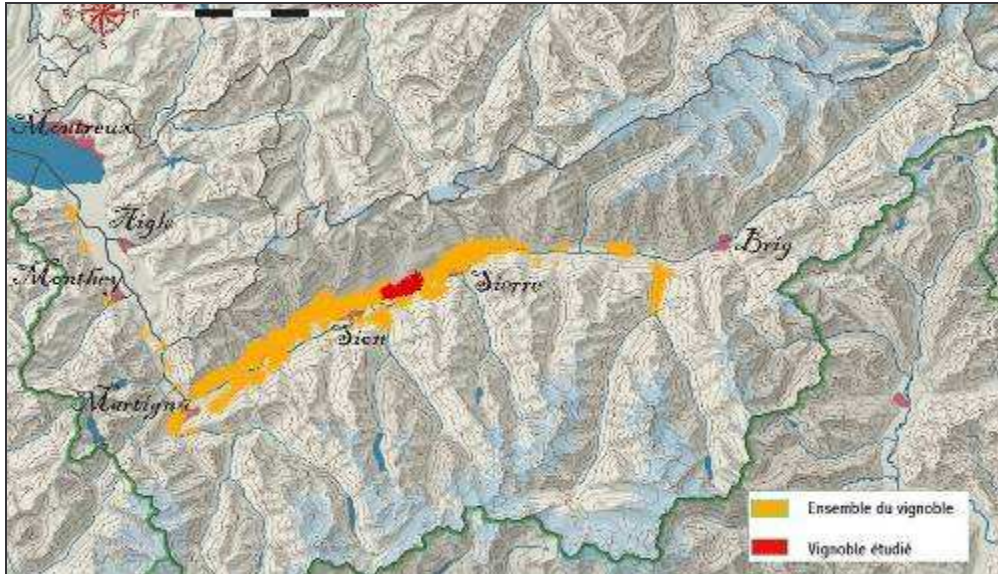 Montreux
Aigle
Monthey
Brig
Sierre
Sion
Martigny
Ensemble du vignoble
Vignoble étudié